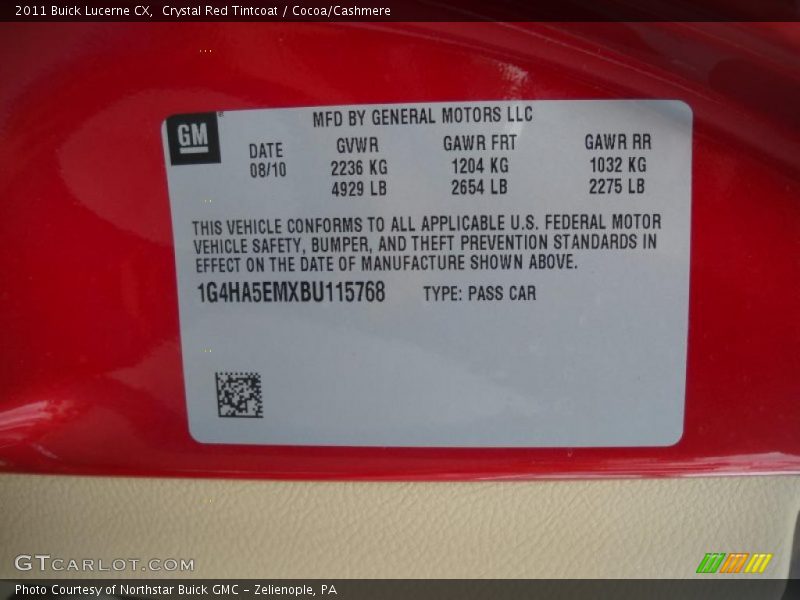 2011 Buick Lucerne CX,  Crystal Red Tintcoat / Cocoa/Cashmere
GM
MFD BY GENERAL MOTORS LLC
DATE GVWR GAWR FRT GAWR RR
08/10 2236 KG 1204 KG 1032 KG
4929 LB 2654 LB 2275 LB
THIS VEHICLE CONFORMS TO ALL APPLICABLE U.S. FEDERAL MOTOR
VEHICLE SAFETY, BUMPER, AND THEFT PREVENTION STANDARDS IN
EFFECT ON THE DATE OF MANUFACTURE SHOWN ABOVE.
1G4HA5EMXBU115768 TYPE: PASS CAR
GTCARLOT.COM
Photo Courtesy of Northstar Buick GMC – Zelienople, PA